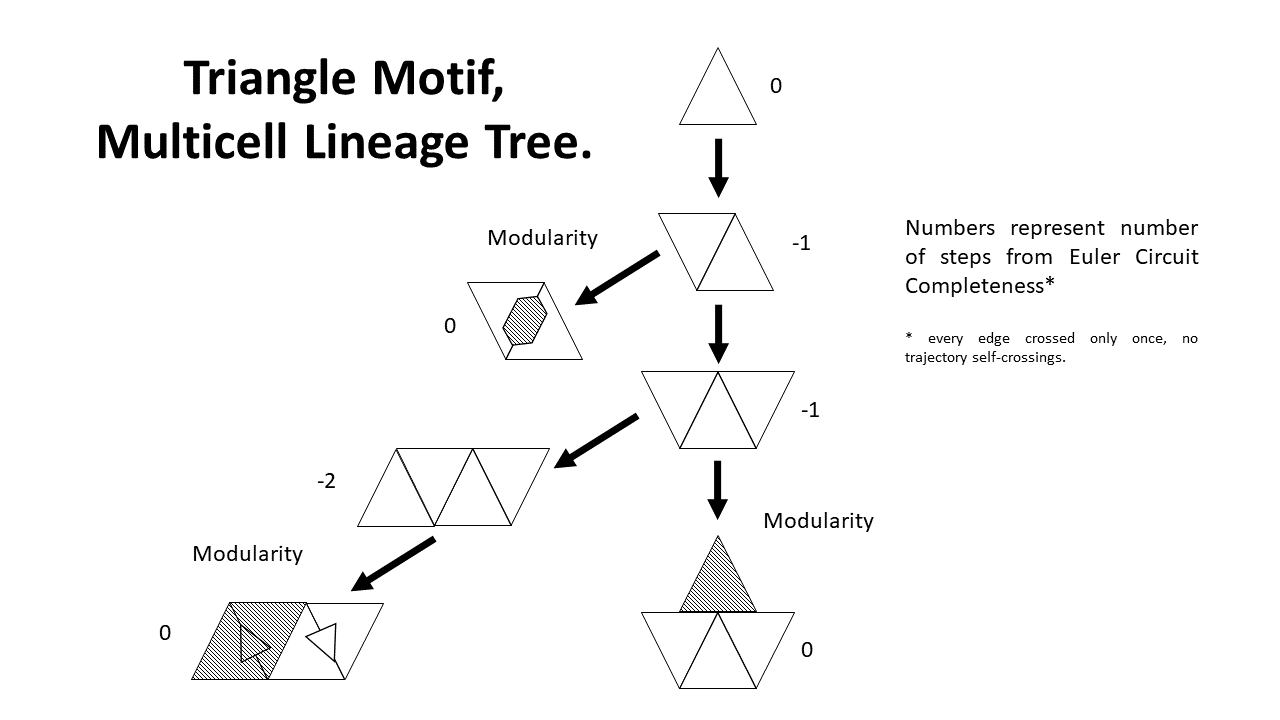 Triangle Motif,
Multicell Lineage Tree.
0
Modularity
-1
Numbers represent number
of steps from Euler Circuit
Completeness*
0
* every edge crossed only once, no
trajectory self-crossings.
-1
-2
Modularity
Modularity
0
0